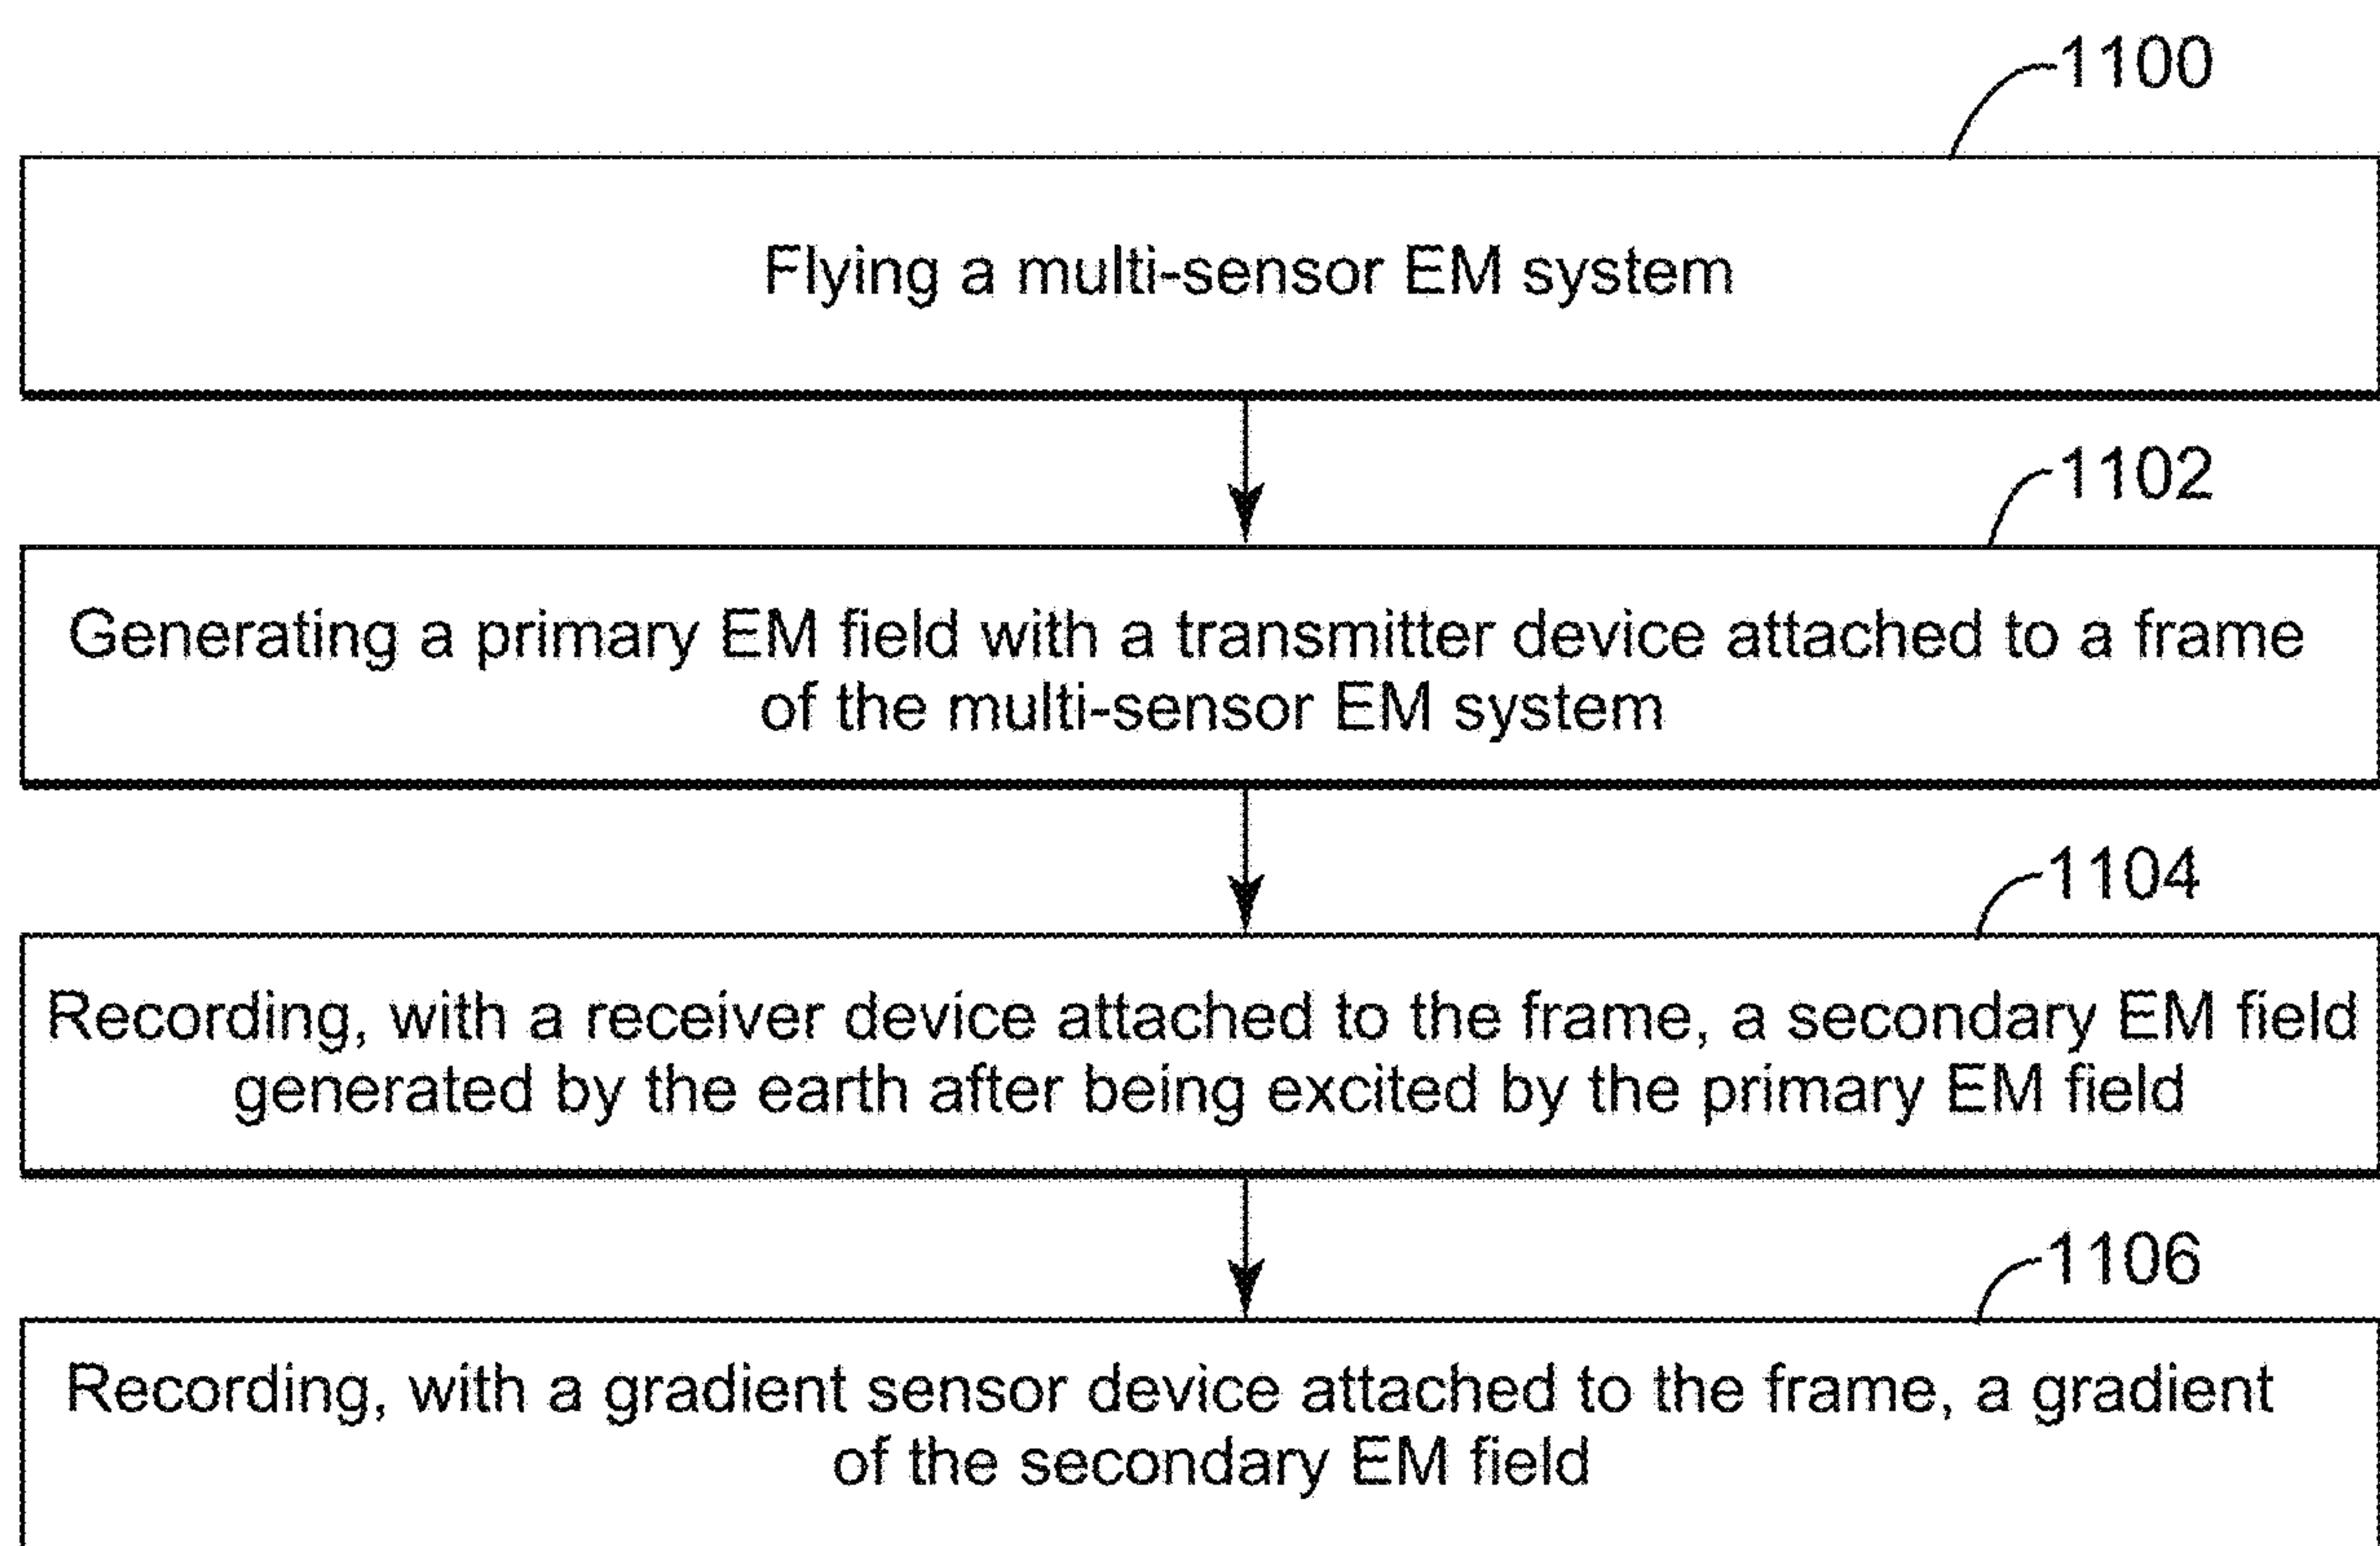 1100
Flying a multi-sensor EM system
1102
Generating a primary EM field with a transmitter device attached to a frame
of the multi-sensor EM system
1104
Recording, with a receiver device attached to the frame, a secondary EM field
generated by the earth after being excited by the primary EM field
1106
Recording, with a gradient sensor device attached to the frame, a gradient
of the secondary EM field